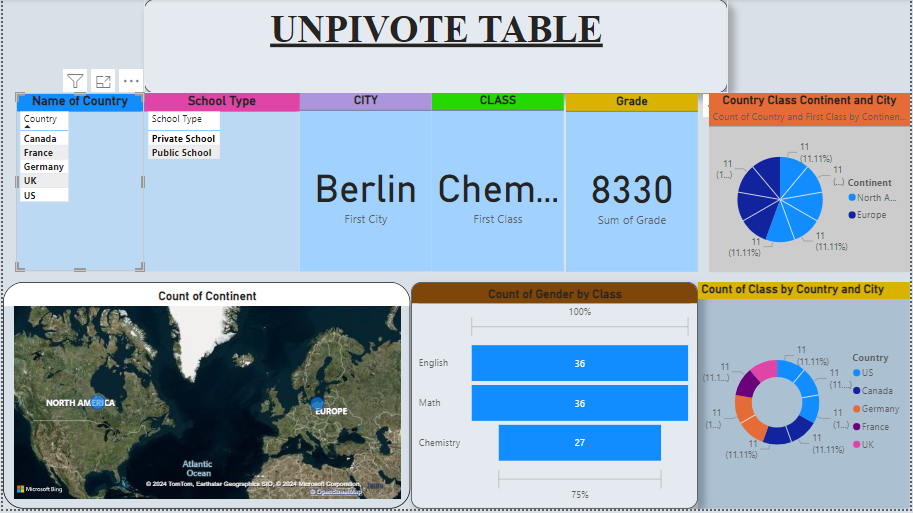 UNPIVOTE TABLE
Name of Country
Country
Canada
France
Germany
UK
US
School Type
School Type
Private School
Public School
CITY
Berlin
First City
CLASS
Chem...
First Class
Grade
8330
Sum of Grade
Country Class Continent and City
Count of Country and First Class by Continen...
11
(11.11%)
11
(...)
11
(11.11%)
11
(11.11%)
11
(1...)
Continent
North A...
Europe
Count of Continent
NORTH AMERICA
EUROPE
Atlantic
Ocean
Microsoft Bing
© 2024 TomTom, Earthstar Geographics SIO, © 2024 Microsoft Corporation,
© OpenStreetMap
Count of Gender by Class
100%
English 36
Math 36
Chemistry 27
75%
Count of Class by Country and City
11
(11.11%)
11
(11....)
11
(1...)
11
(11.11%)
11
(11.11%)
11
(1...)
11
(11.1...)
Country
US
Canada
Germany
France
UK